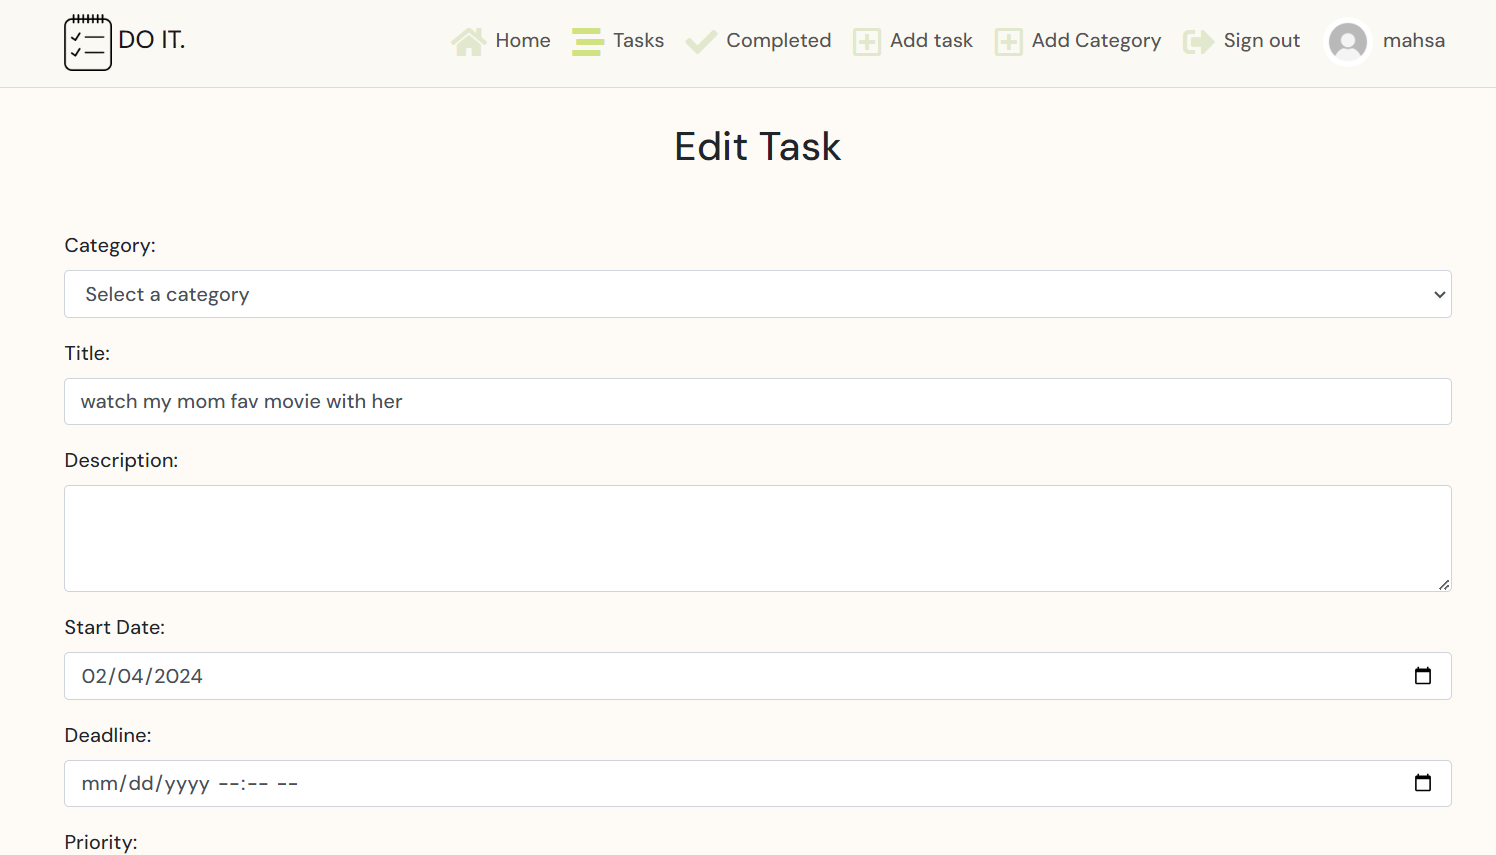 DO IT.
Home Tasks Completed Add task Add Category Sign out mahsa
Edit Task
Category:
Select a category
Title:
watch my mom fav movie with her
Description:
Start Date:
02/04/2024
Deadline:
mm/dd/yyyy --:-- --
Priority: